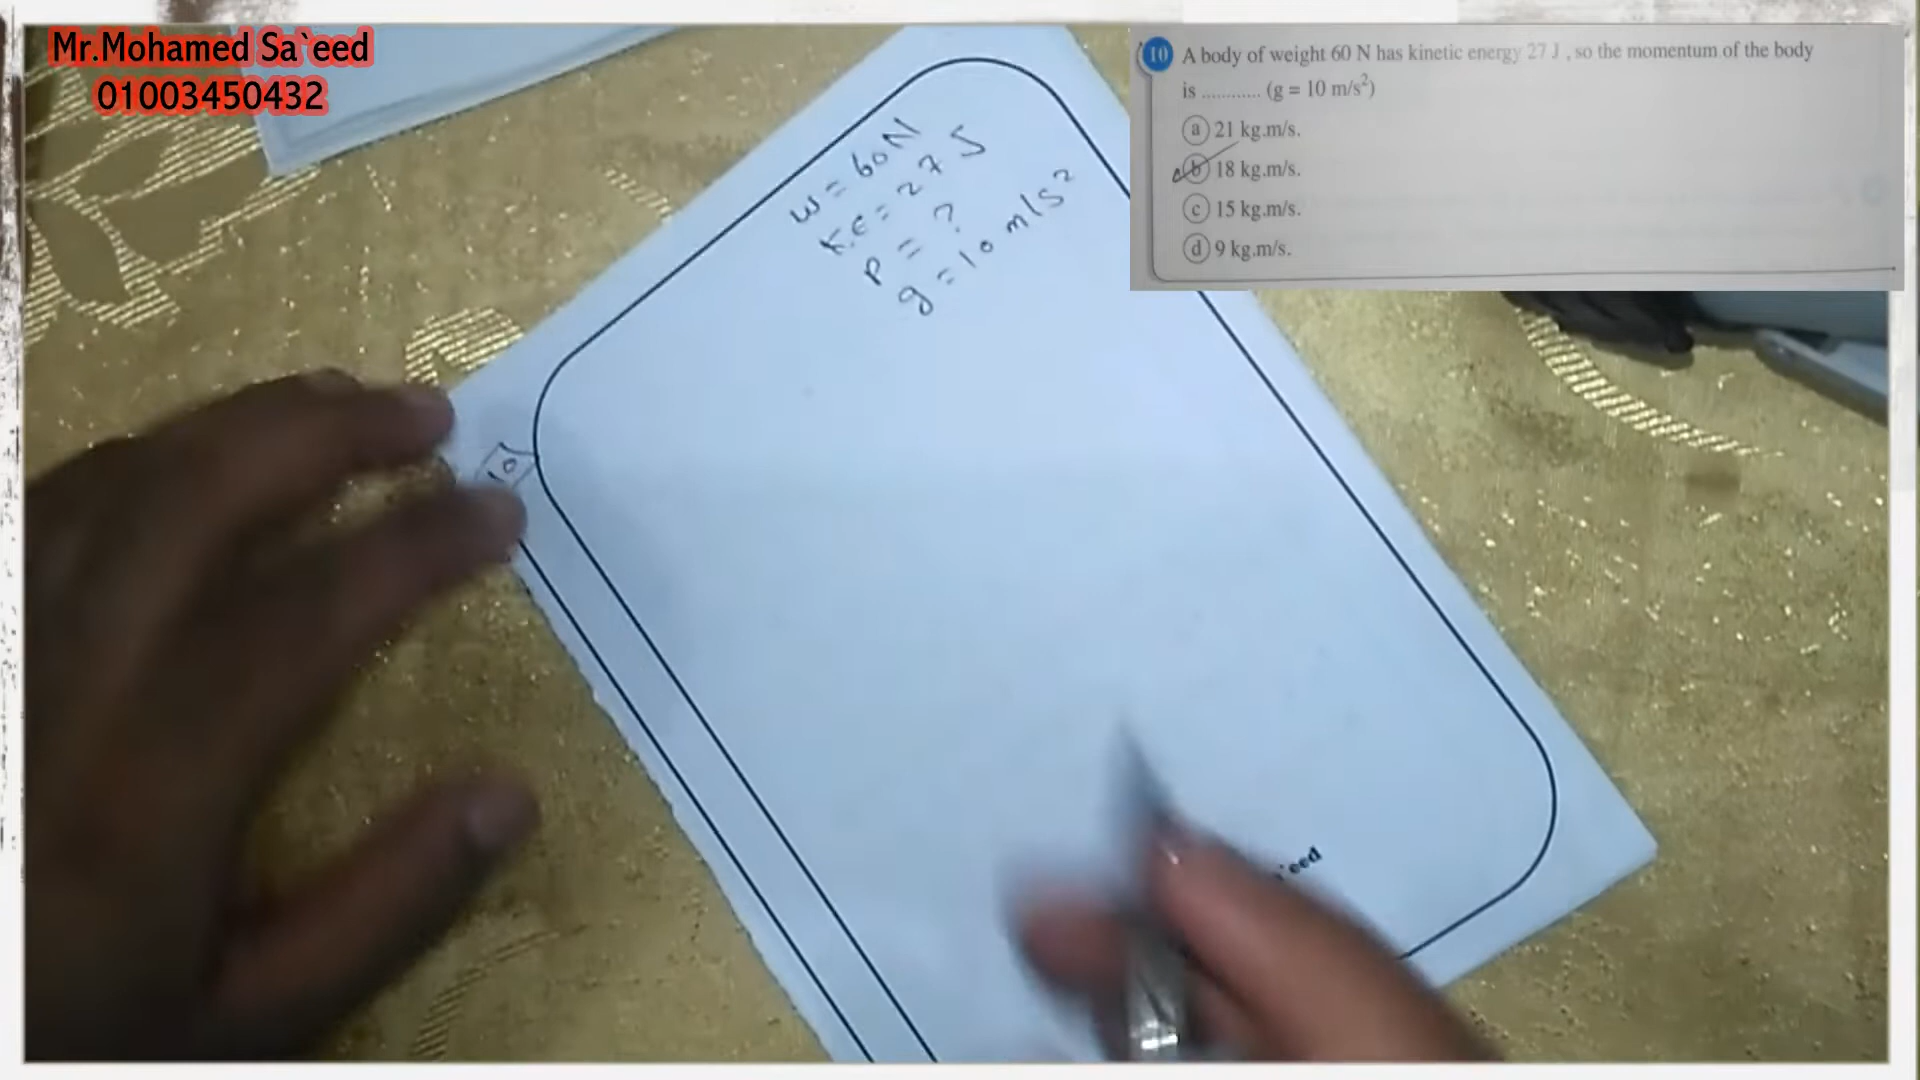 Mr.Mohamed Sa`eed
01003450432
10 A body of weight 60 N has kinetic energy 27 J , so the momentum of the body
is ............ (g = 10 m/s²)
a 21 kg.m/s.
b 18 kg.m/s.
c 15 kg.m/s.
d 9 kg.m/s.
W = 60 N
K.E = 27 J
P = ?
g = 10 m/s²
10
`eed